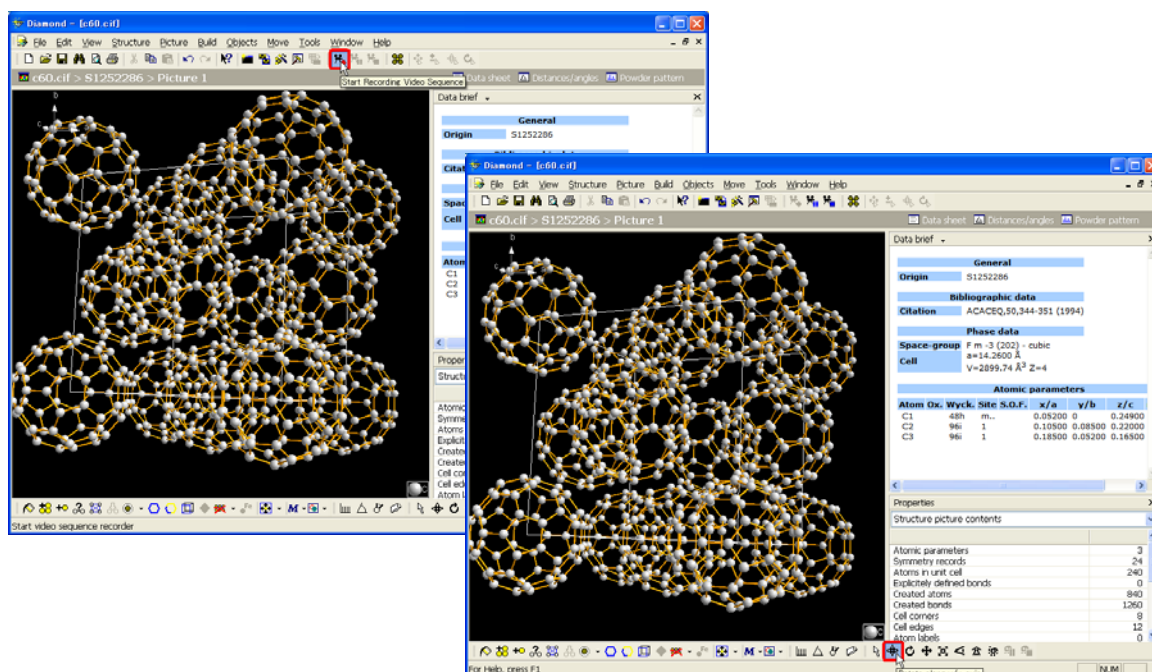 Diamond - [c60.cif]
File Edit View Structure Picture Build Objects Move Tools Window Help
c60.cif > S1252286 > Picture 1
Data sheet Distances/angles Powder pattern
Start Recording Video Sequence
Data brief
General
Origin S1252286
Atom
C1
C2
C3
Atoms
Cell
Start video sequence recorder
Diamond - [c60.cif]
File Edit View Structure Picture Build Objects Move Tools Window Help
c60.cif > S1252286 > Picture 1
Data sheet Distances/angles Powder pattern
Data brief
General
Origin S1252286
Bibliographic data
Citation ACACEQ,50,344-351 (1994)
Phase data
Space-group F m -3 (202) - cubic
Cell a=14.2600 Å
V=2899.74 Å³ Z=4
Atomic parameters
Atom Ox. Wyck. Site S.O.F. x/a y/b z/c
C1 48h m.. 0.05200 0 0.24900
C2 96i 1 0.10500 0.08500 0.22000
C3 96i 1 0.18500 0.05200 0.16500
Properties
Structure picture contents
Atomic parameters 3
Symmetry records 24
Atoms in unit cell 240
Explicitly defined bonds 0
Created atoms 840
Created bonds 1260
Cell corners 8
Cell edges 12
Atom labels 0
For Help, press F1
NUM